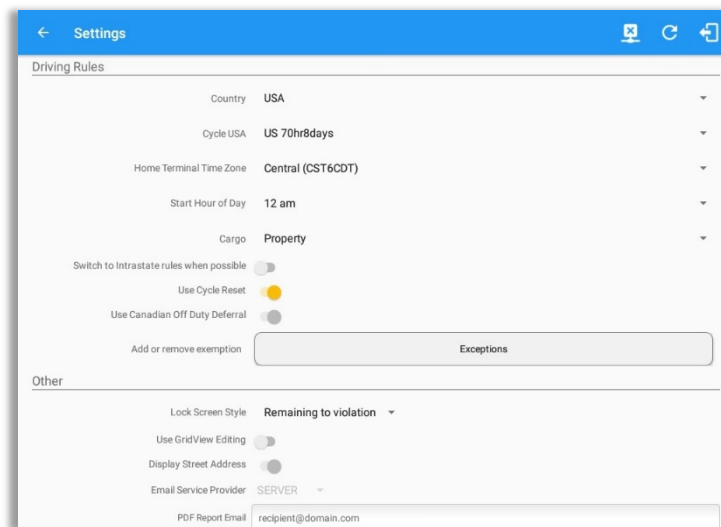 Settings
Driving Rules
Country USA
Cycle USA US 70hr8days
Home Terminal Time Zone Central (CST6CDT)
Start Hour of Day 12 am
Cargo Property
Switch to Intrastate rules when possible
Use Cycle Reset
Use Canadian Off Duty Deferral
Add or remove exemption Exceptions
Other
Lock Screen Style Remaining to violation
Use GridView Editing
Display Street Address
Email Service Provider SERVER
PDF Report Email recipient@domain.com